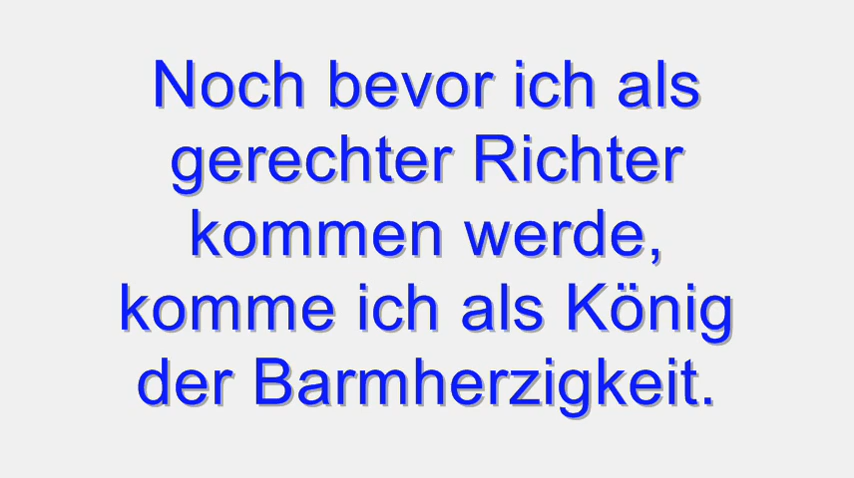 Noch bevor ich als
gerechter Richter
kommen werde,
komme ich als König
der Barmherzigkeit.